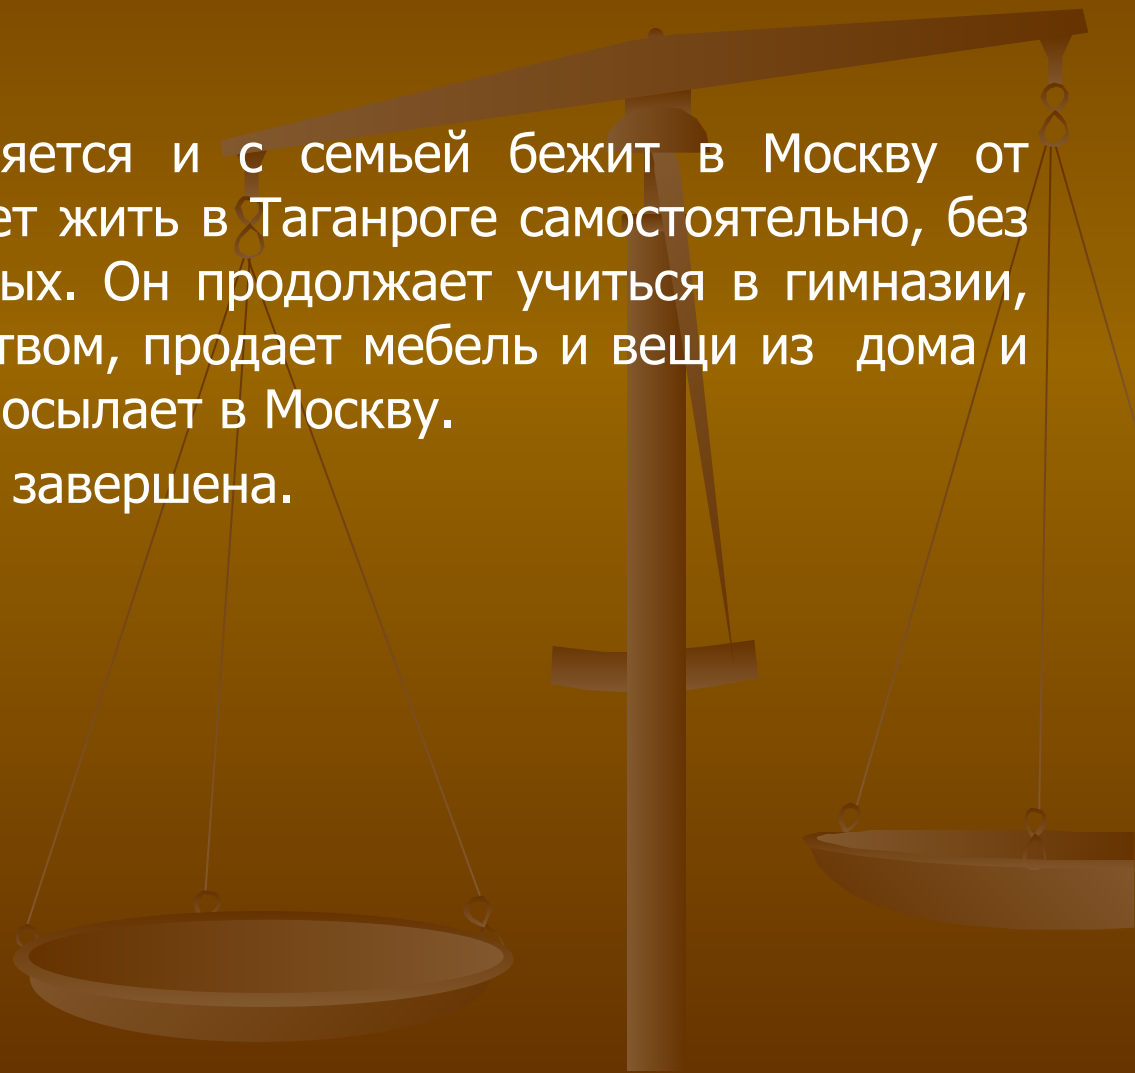 яется и с семьей бежит в Москву от
ет жить в Таганроге самостоятельно, без
ых. Он продолжает учиться в гимназии,
твом, продает мебель и вещи из дома и
осылает в Москву.
завершена.